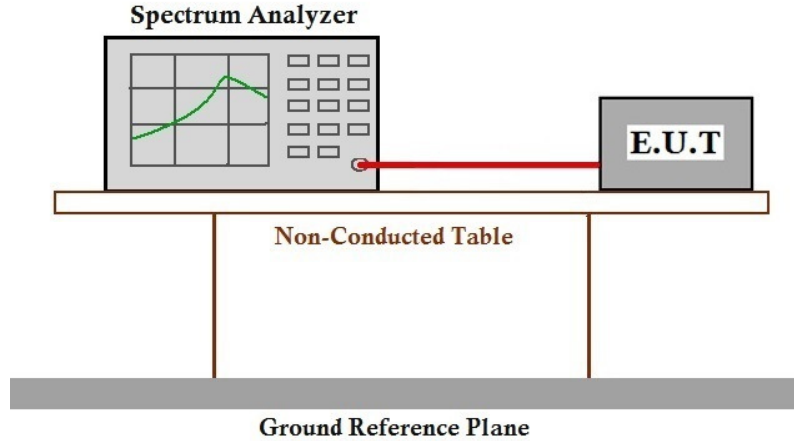 Spectrum Analyzer
E.U.T
Non-Conducted Table
Ground Reference Plane